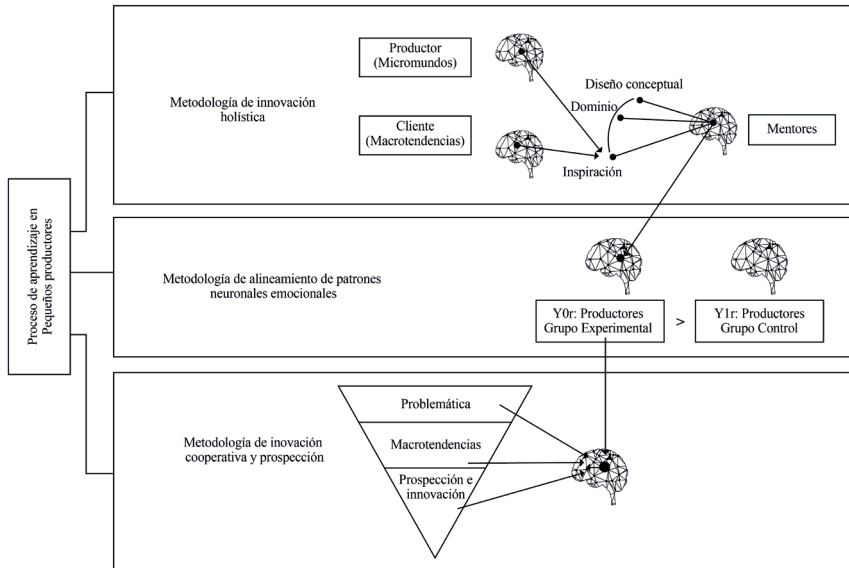 Proceso de aprendizaje en
Pequeños productores
Metodología de innovación
holística
Productor
(Micromundos)
Cliente
(Macrotendencias)
Diseño conceptual
Dominio
Inspiración
Mentores
Metodología de alineamiento de patrones
neuronales emocionales
Y0r: Productores
Grupo Experimental
>
Y1r: Productores
Grupo Control
Metodología de inovación
cooperativa y prospección
Problemática
Macrotendencias
Prospección e
innovación